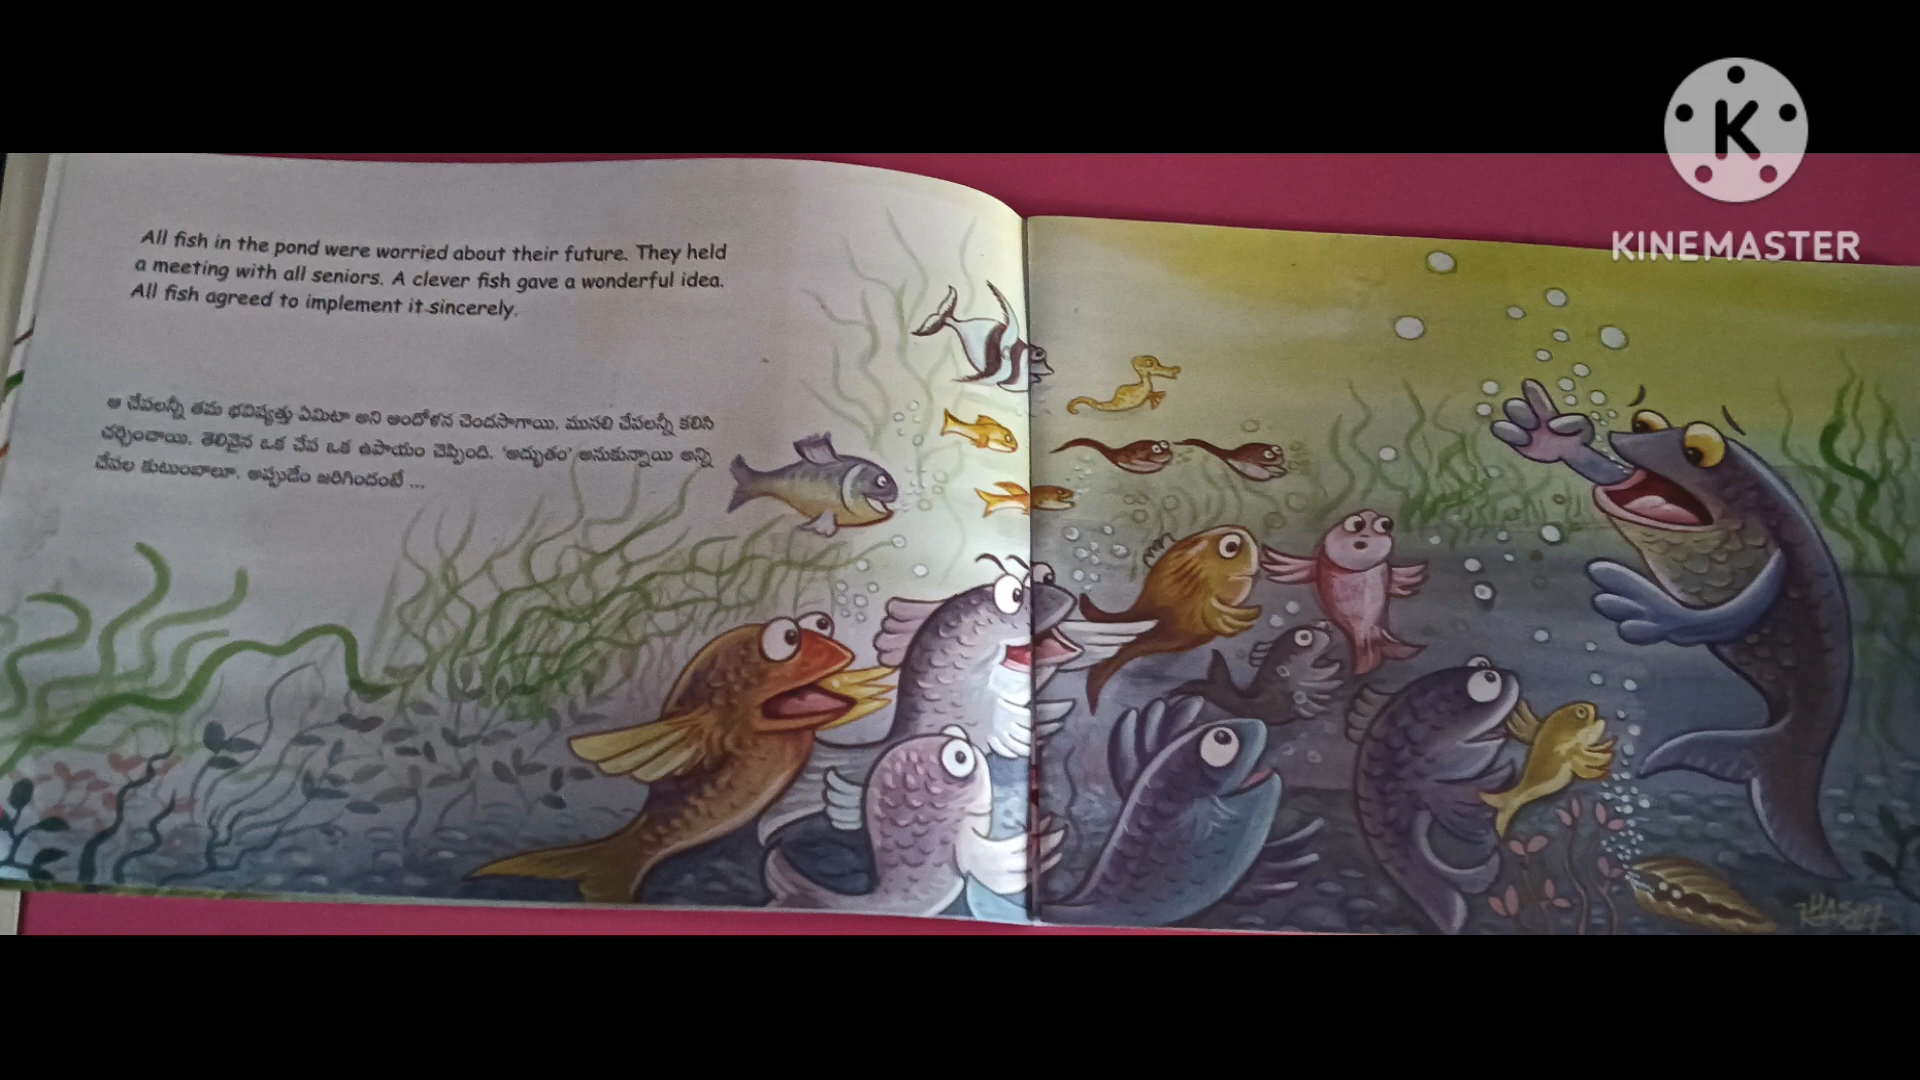 All fish in the pond were worried about their future. They held
a meeting with all seniors. A clever fish gave a wonderful idea.
All fish agreed to implement it sincerely.
ఆ చేపలన్నీ తమ భవిష్యత్తు ఏమిటా అని ఆందోళన చెందసాగాయి. ముసలి చేపలన్నీ కలిసి
చర్చించాయి. తెలివైన ఒక చేప ఒక ఉపాయం చెప్పింది. 'అద్భుతం' అనుకున్నాయి అన్ని
చేపల కుటుంబాలూ. అప్పుడేం జరిగిందంటే ...
K
KINEMASTER